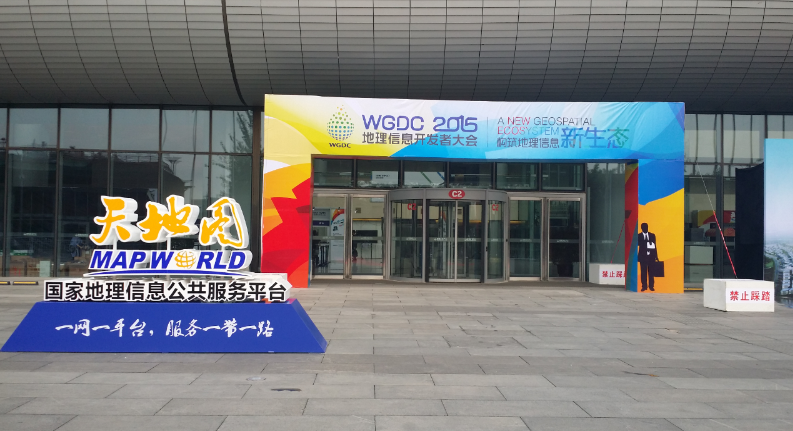 WGDC
WGDC 2015
地理信息开发者大会
A NEW GEOSPATIAL
ECOSYSTEM
构筑地理信息
新生态
C2
天地图
MAP WORLD
国家地理信息公共服务平台
一网一平台，服务一带一路
禁止踩踏
禁止踩踏